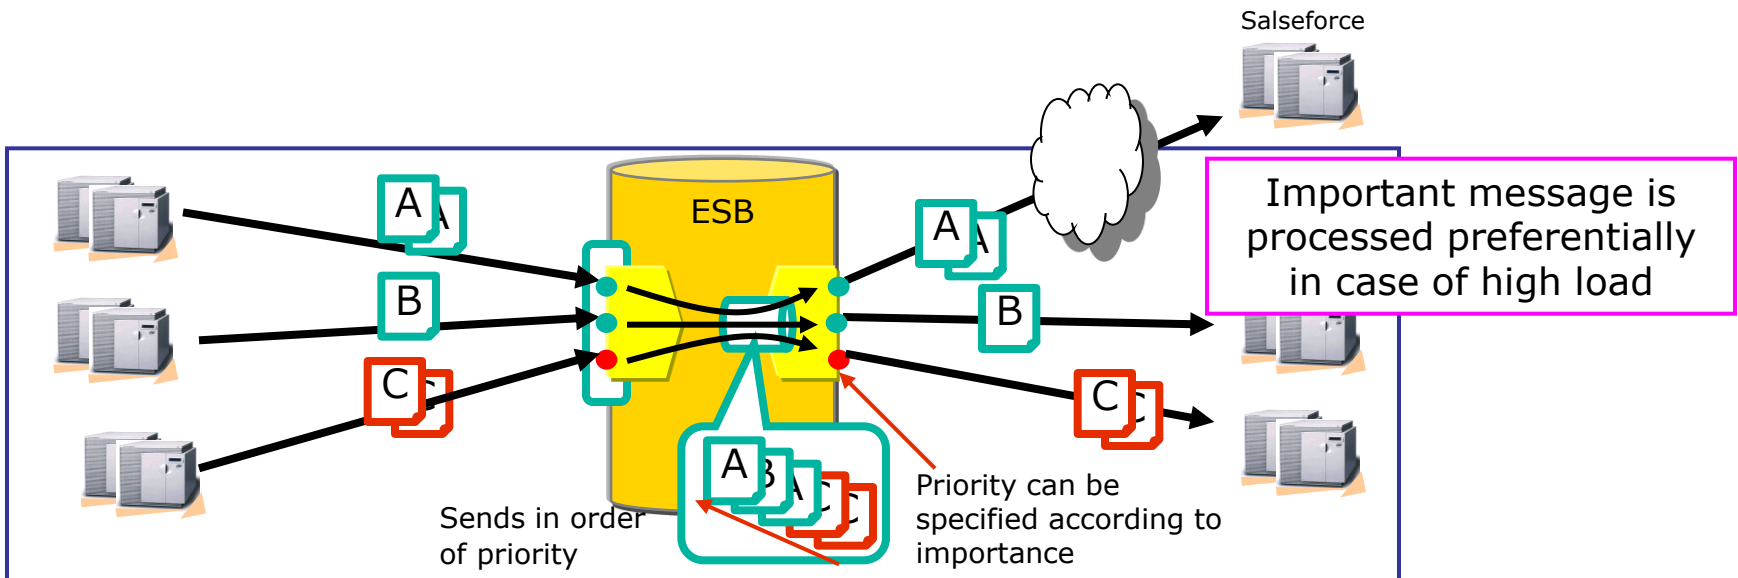 Salseforce
ESB
A
A
A
A
B
B
C
C
C
C
A
B
A
C
C
Important message is
processed preferentially
in case of high load
Sends in order
of priority
Priority can be
specified according to
importance